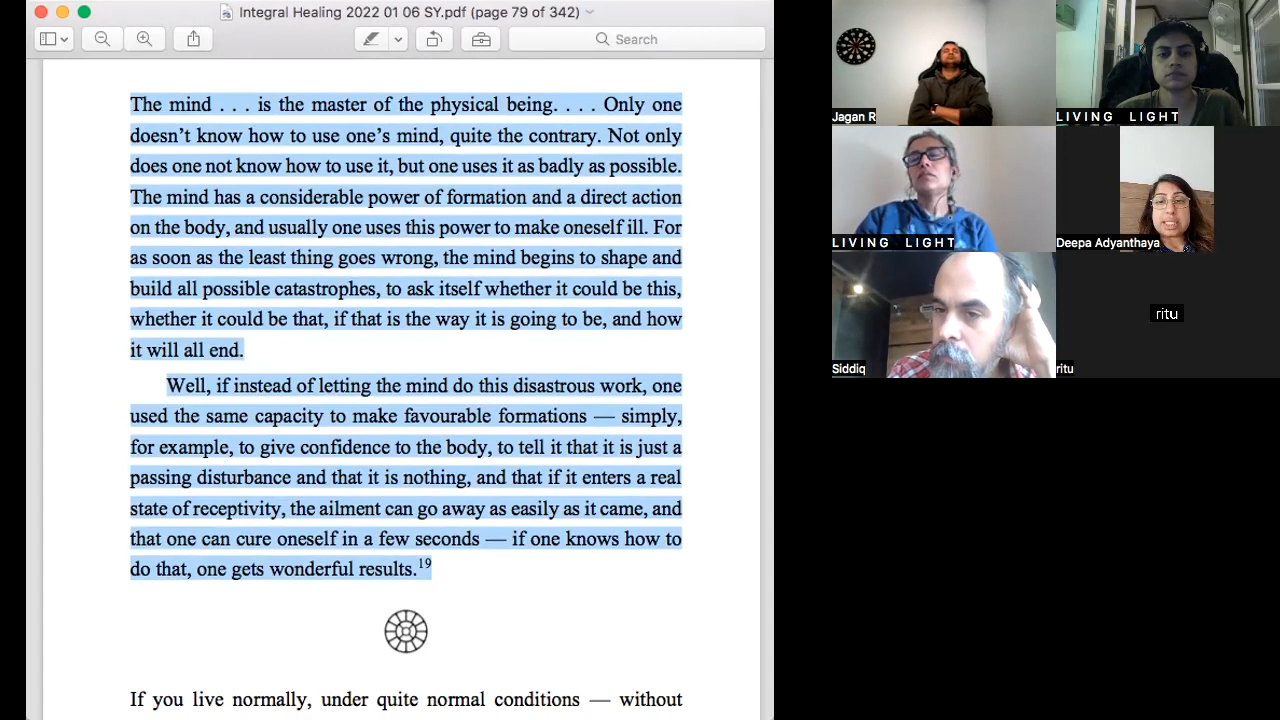 Integral Healing 2022 01 06 SY.pdf (page 79 of 342)
Search
The mind . . . is the master of the physical being. . . . Only one
doesn’t know how to use one’s mind, quite the contrary. Not only
does one not know how to use it, but one uses it as badly as possible.
The mind has a considerable power of formation and a direct action
on the body, and usually one uses this power to make oneself ill. For
as soon as the least thing goes wrong, the mind begins to shape and
build all possible catastrophes, to ask itself whether it could be this,
whether it could be that, if that is the way it is going to be, and how
it will all end.
Well, if instead of letting the mind do this disastrous work, one
used the same capacity to make favourable formations — simply,
for example, to give confidence to the body, to tell it that it is just a
passing disturbance and that it is nothing, and that if it enters a real
state of receptivity, the ailment can go away as easily as it came, and
that one can cure oneself in a few seconds — if one knows how to
do that, one gets wonderful results.19
If you live normally, under quite normal conditions — without
Jagan R
LIVING LIGHT
LIVING LIGHT
Deepa Adyanthaya
Siddiq
ritu
ritu